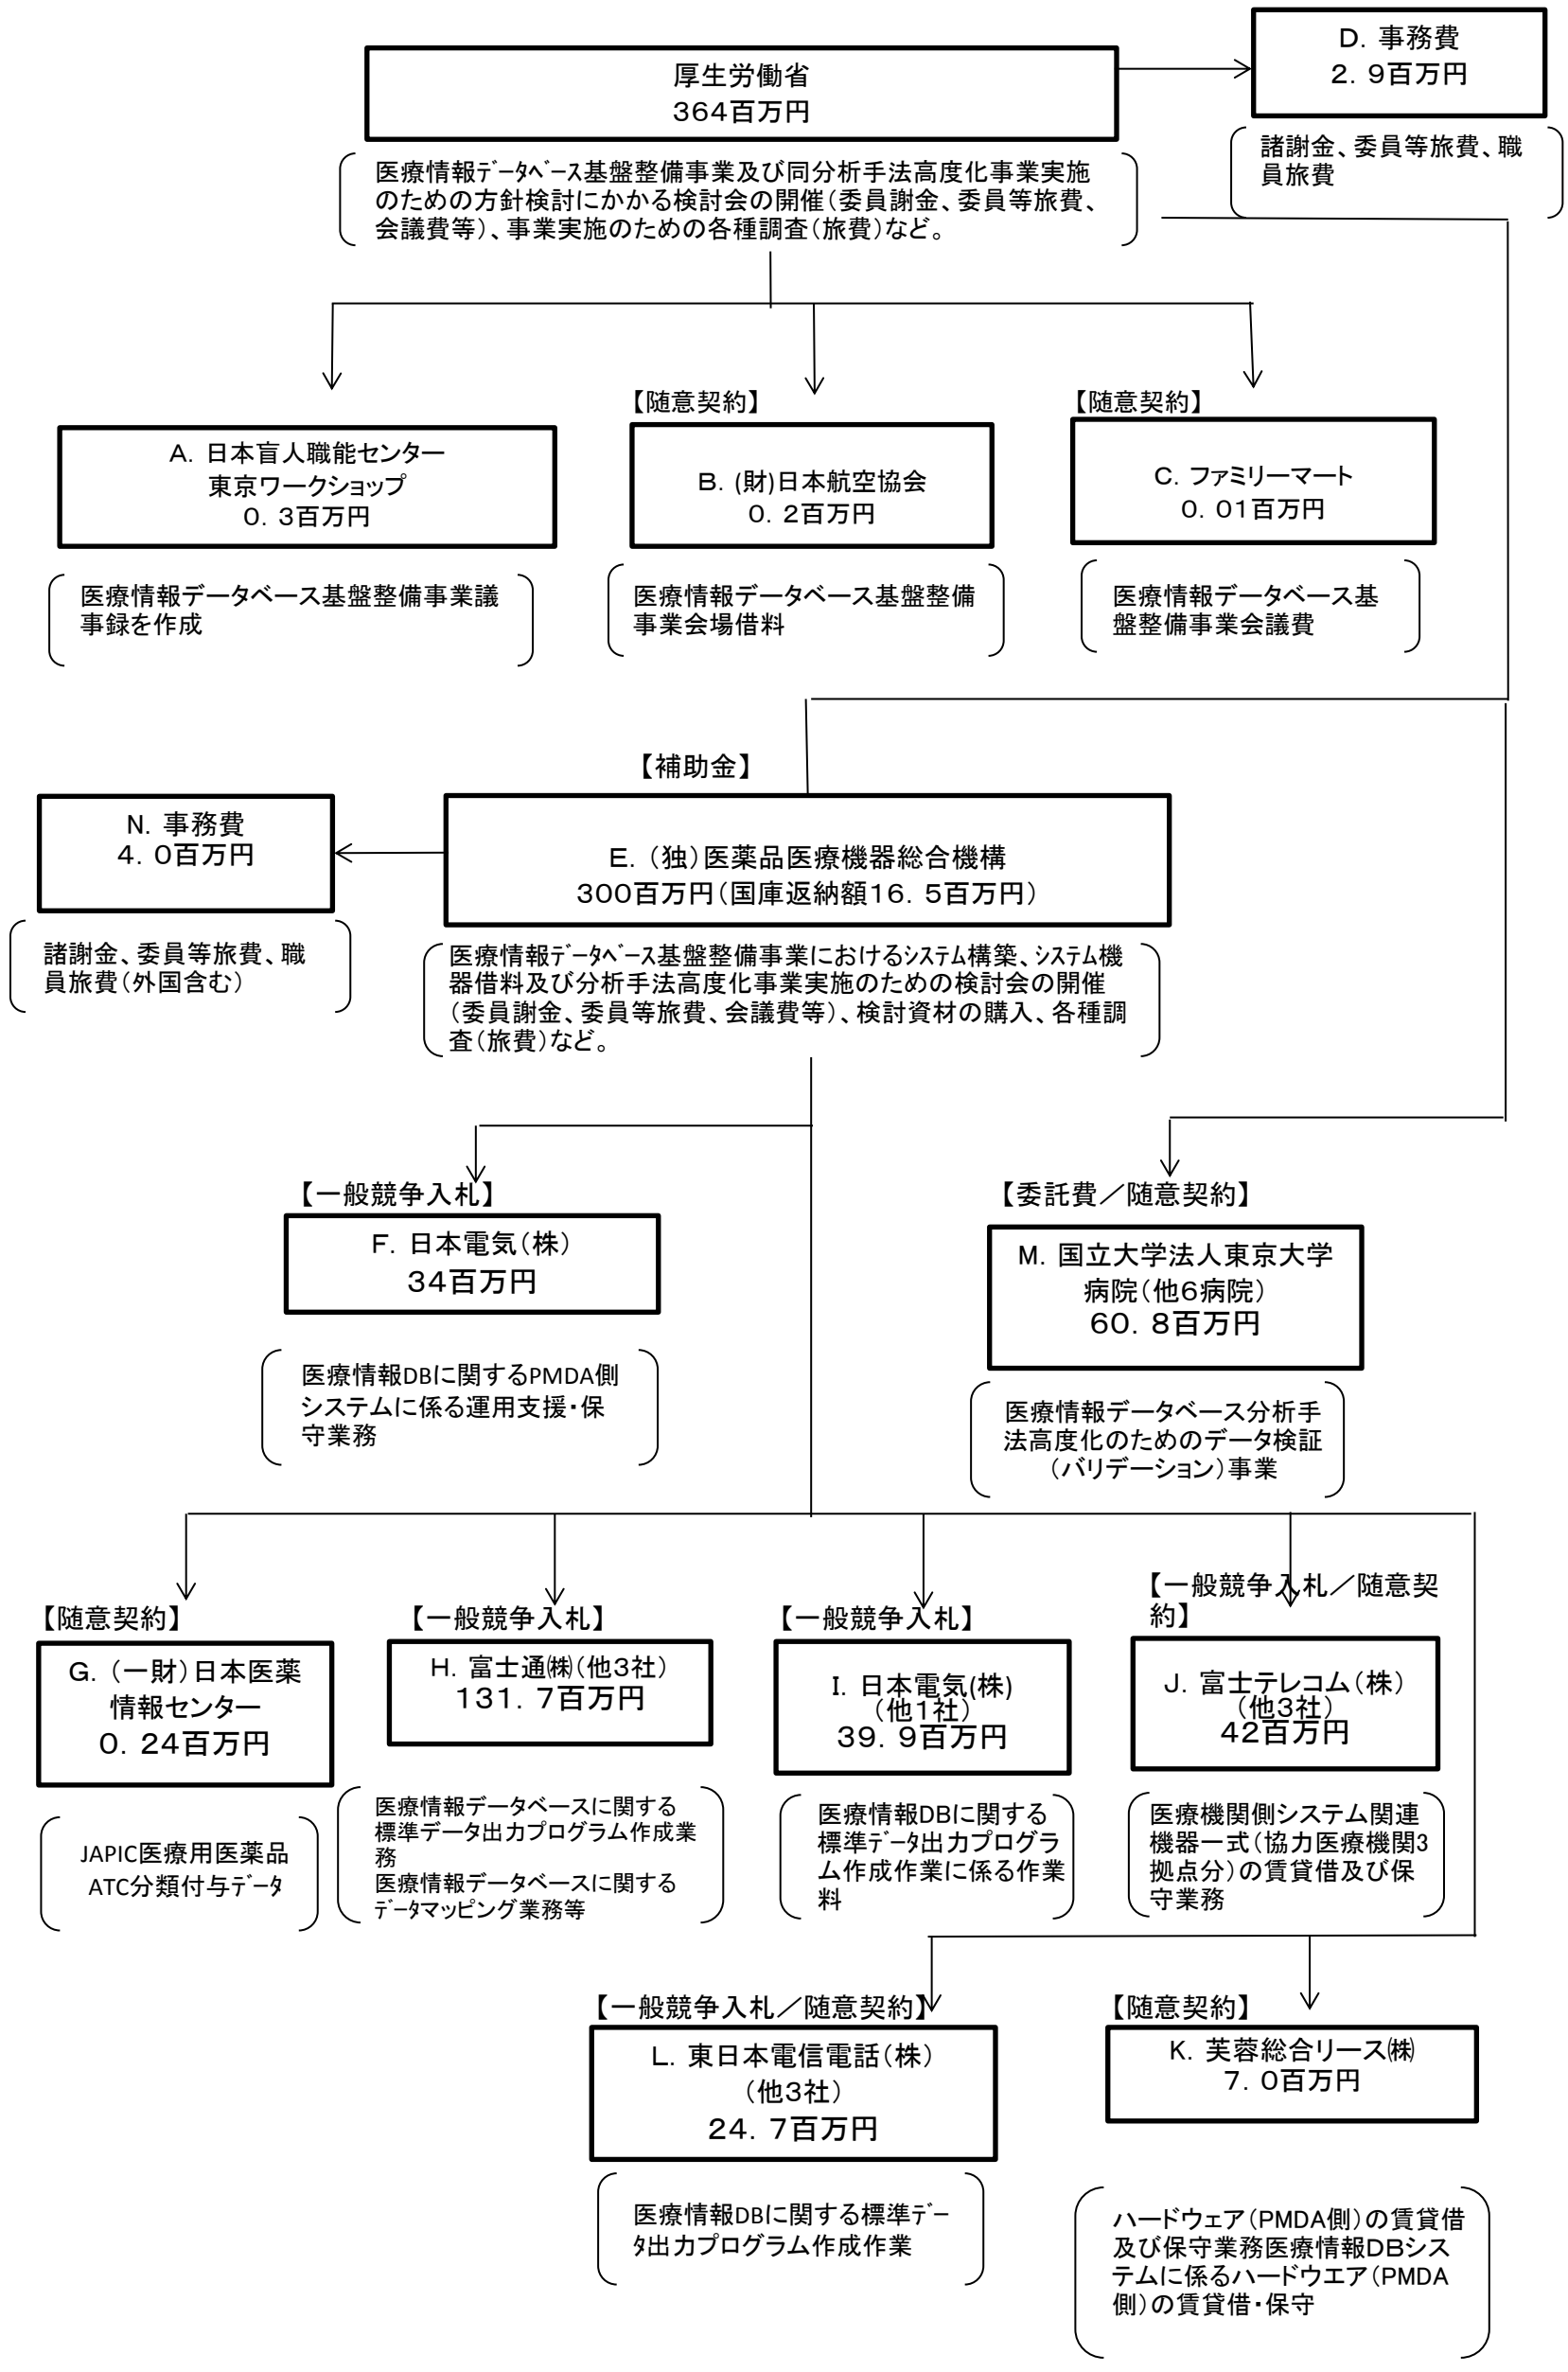 厚生労働省
364百万円
D．事務費
２．９百万円
諸謝金、委員等旅費、職
員旅費
医療情報ﾃﾞｰﾀﾍﾞｰｽ基盤整備事業及び同分析手法高度化事業実施
のための方針検討にかかる検討会の開催（委員謝金、委員等旅費、
会議費等）、事業実施のための各種調査（旅費）など。
A．日本盲人職能センター
東京ワークショップ
０．３百万円
医療情報データベース基盤整備事業議
事録を作成
【随意契約】
B．(財)日本航空協会
０．２百万円
医療情報データベース基盤整備
事業会場借料
【随意契約】
C．ファミリーマート
０．０１百万円
医療情報データベース基
盤整備事業会議費
【補助金】
E．（独）医薬品医療機器総合機構
300百万円（国庫返納額１６．５百万円）
医療情報ﾃﾞｰﾀﾍﾞｰｽ基盤整備事業におけるｼｽﾃﾑ構築、ｼｽﾃﾑ機
器借料及び分析手法高度化事業実施のための検討会の開催
（委員謝金、委員等旅費、会議費等）、検討資材の購入、各種調
査（旅費）など。
N．事務費
４．０百万円
諸謝金、委員等旅費、職
員旅費（外国含む）
【一般競争入札】
F．日本電気（株）
34百万円
医療情報DBに関するPMDA側
システムに係る運用支援・保
守業務
【委託費／随意契約】
M．国立大学法人東京大学
病院（他６病院）
６０．８百万円
医療情報データベース分析手
法高度化のためのデータ検証
（バリデーション）事業
【随意契約】
G．（一財）日本医薬
情報センター
０．２４百万円
JAPIC医療用医薬品
ATC分類付与ﾃﾞｰﾀ
【一般競争入札】
H．富士通㈱（他３社）
１３１．７百万円
医療情報データベースに関する
標準データ出力プログラム作成業
務
医療情報データベースに関する
ﾃﾞｰﾀマッピング業務等
【一般競争入札】
I．日本電気(株)
（他１社）
３９．９百万円
医療情報DBに関する
標準ﾃﾞｰﾀ出力プログラ
ム作成作業に係る作業
料
【一般競争入札／随意契
約】
J．富士テレコム（株）
（他３社）
４２百万円
医療機関側システム関連
機器一式（協力医療機関3
拠点分）の賃貸借及び保
守業務
【一般競争入札／随意契約】
L．東日本電信電話（株）
（他３社）
２４．７百万円
医療情報DBに関する標準ﾃﾞｰ
ﾀ出力プログラム作成作業
【随意契約】
K．芙蓉総合リース㈱
７．０百万円
ハードウェア（PMDA側）の賃貸借
及び保守業務医療情報ＤＢシス
テムに係るハードウエア（PMDA
側）の賃貸借・保守